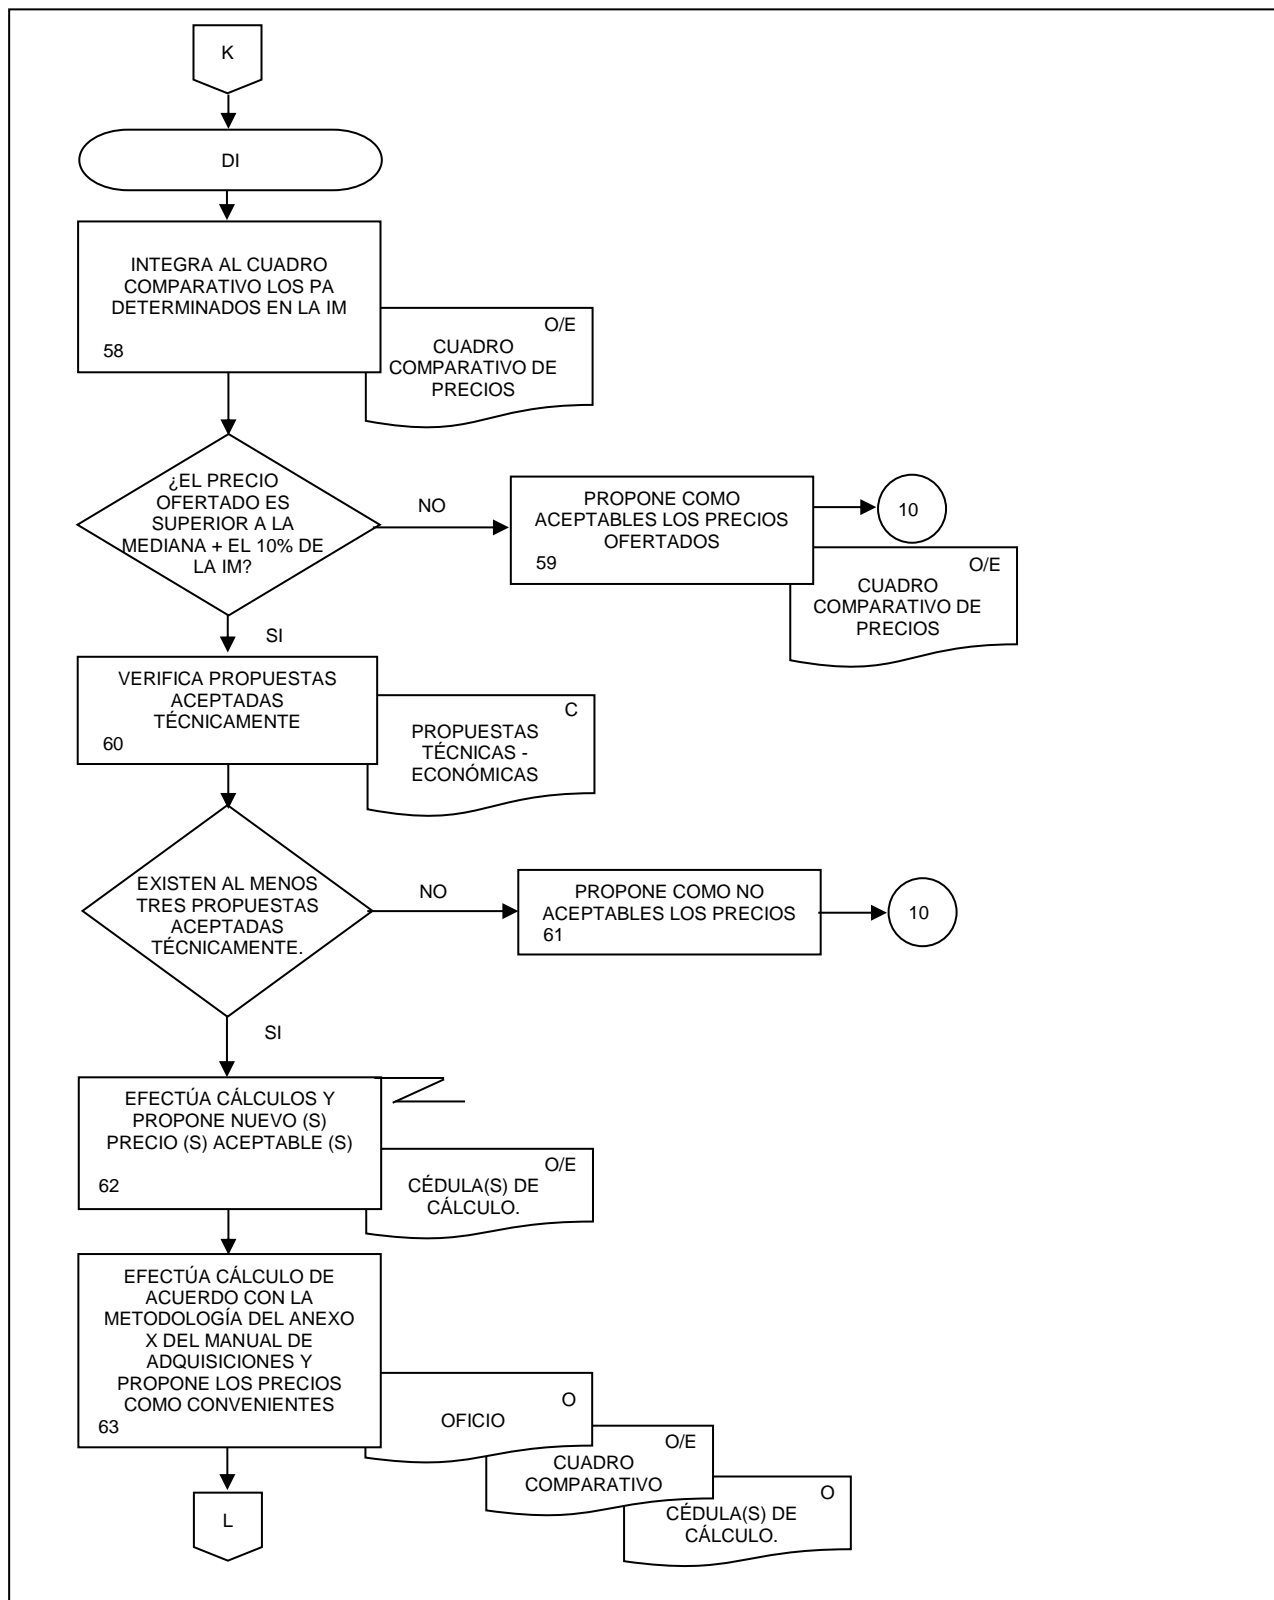 K
DI
INTEGRA AL CUADRO
COMPARATIVO LOS PA
DETERMINADOS EN LA IM
58
O/E
CUADRO
COMPARATIVO DE
PRECIOS
¿EL PRECIO
OFERTADO ES
SUPERIOR A LA
MEDIANA + EL 10% DE
LA IM?
NO
PROPONE COMO
ACEPTABLES LOS PRECIOS
OFERTADOS
59
10
O/E
CUADRO
COMPARATIVO DE
PRECIOS
SI
VERIFICA PROPUESTAS
ACEPTADAS
TÉCNICAMENTE
60
C
PROPUESTAS
TÉCNICAS -
ECONÓMICAS
EXISTEN AL MENOS
TRES PROPUESTAS
ACEPTADAS
TÉCNICAMENTE.
NO
PROPONE COMO NO
ACEPTABLES LOS PRECIOS
61
10
SI
EFECTÚA CÁLCULOS Y
PROPONE NUEVO (S)
PRECIO (S) ACEPTABLE (S)
62
O/E
CÉDULA(S) DE
CÁLCULO.
EFECTÚA CÁLCULO DE
ACUERDO CON LA
METODOLOGÍA DEL ANEXO
X DEL MANUAL DE
ADQUISICIONES Y
PROPONE LOS PRECIOS
COMO CONVENIENTES
63
O
OFICIO
O/E
CUADRO
COMPARATIVO
O
CÉDULA(S) DE
CÁLCULO.
L